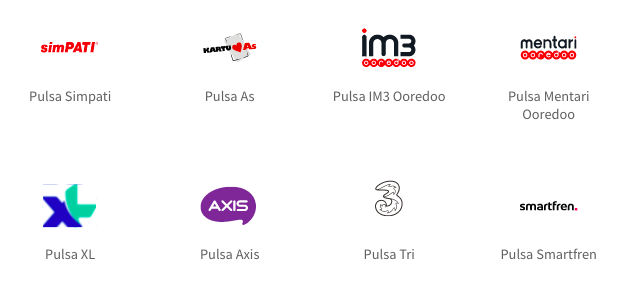 simPATI
KARTU As
im3
ooredoo
mentari
ooredoo
Pulsa Simpati
Pulsa As
Pulsa IM3 Ooredoo
Pulsa Mentari
Ooredoo
XL
AXIS
3
smartfren.
Pulsa XL
Pulsa Axis
Pulsa Tri
Pulsa Smartfren